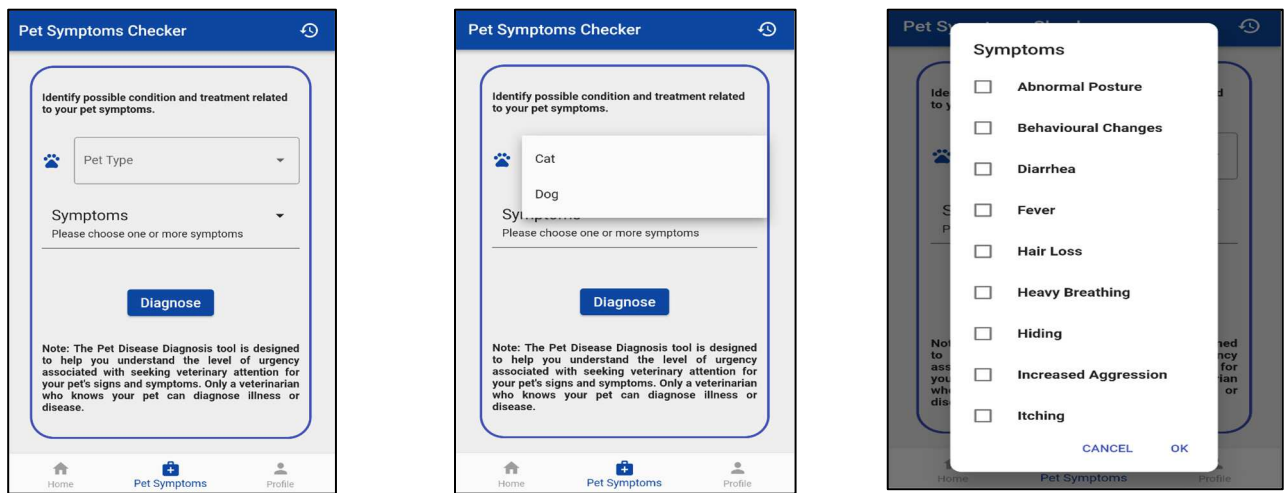 Pet Symptoms Checker
Identify possible condition and treatment related
to your pet symptoms.
Pet Type
Symptoms
Please choose one or more symptoms
Diagnose
Note: The Pet Disease Diagnosis tool is designed
to help you understand the level of urgency
associated with seeking veterinary attention for
your pet's signs and symptoms. Only a veterinarian
who knows your pet can diagnose illness or
disease.
Home
Pet Symptoms
Profile
Pet Symptoms Checker
Identify possible condition and treatment related
to your pet symptoms.
Cat
Dog
Symptoms
Please choose one or more symptoms
Diagnose
Note: The Pet Disease Diagnosis tool is designed
to help you understand the level of urgency
associated with seeking veterinary attention for
your pet's signs and symptoms. Only a veterinarian
who knows your pet can diagnose illness or
disease.
Home
Pet Symptoms
Profile
Symptoms
Abnormal Posture
Behavioural Changes
Diarrhea
Fever
Hair Loss
Heavy Breathing
Hiding
Increased Aggression
Itching
CANCEL OK
Home
Pet Symptoms
Profile